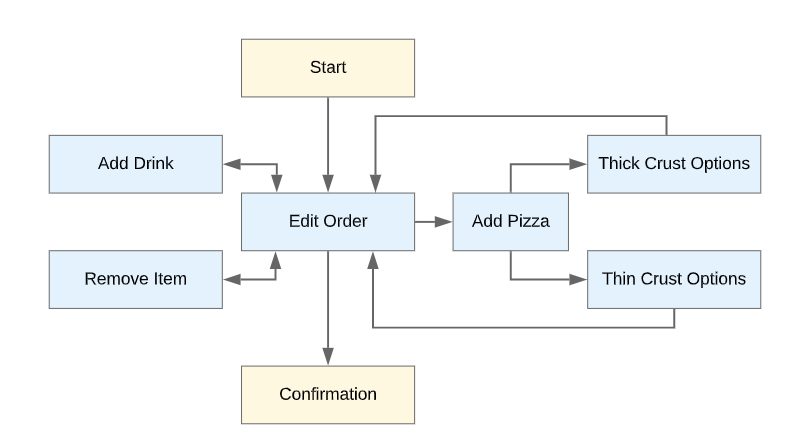 Start
Add Drink
Thick Crust Options
Edit Order
Add Pizza
Remove Item
Thin Crust Options
Confirmation